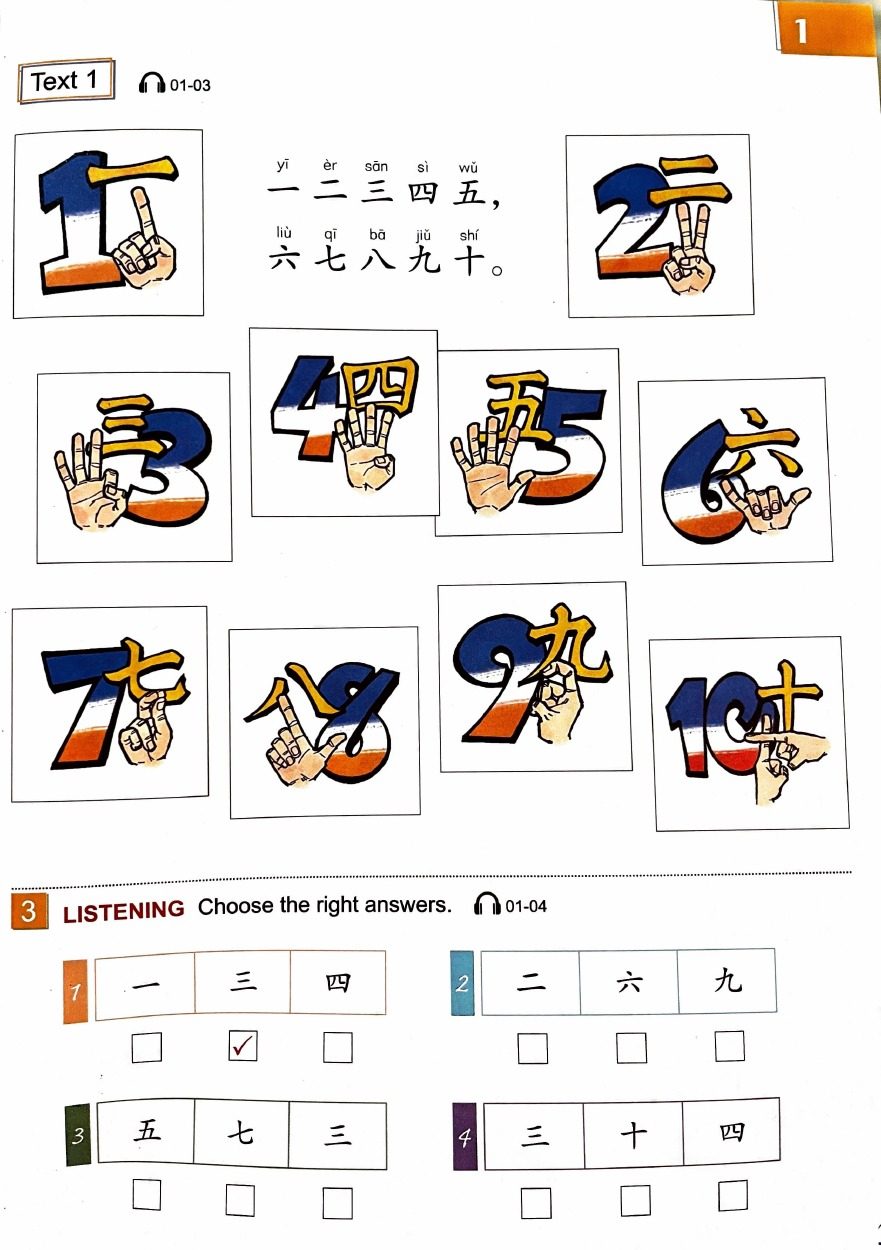 1
Text 1 01-03
yī èr sān sì wǔ
一 二 三 四 五，
liù qī bā jiǔ shí
六 七 八 九 十。
1 一
2 二
三 3
4 四
五 5
6 六
7 七
八 8
9 九
10 十
3 LISTENING Choose the right answers. 01-04
1 一 三 四
2 二 六 九
✓
3 五 七 三
4 三 十 四